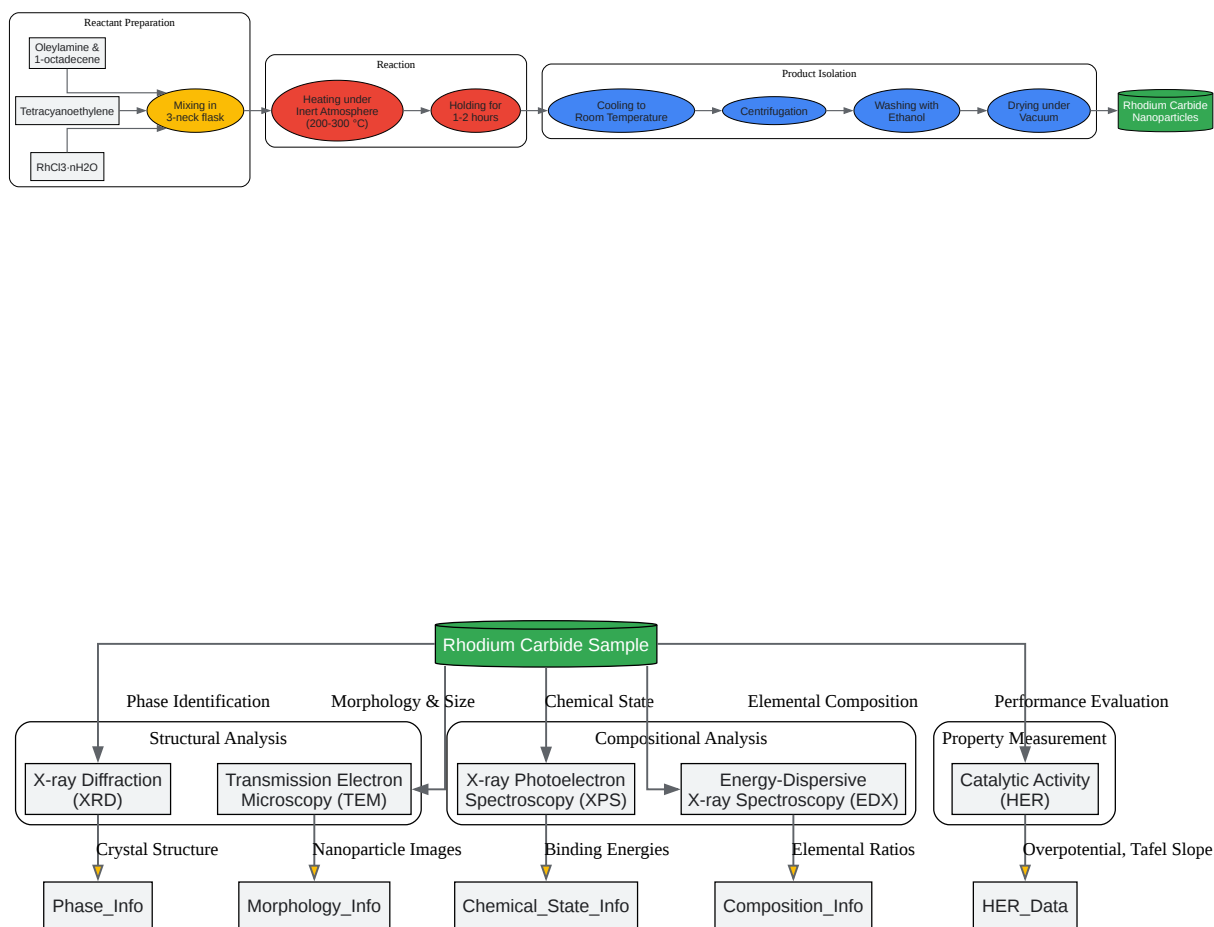 Reactant Preparation
Oleylamine &
1-octadecene
Tetracyanoethylene
RhCl3·nH2O
Mixing in
3-neck flask
Reaction
Heating under
Inert Atmosphere
(200-300 °C)
Holding for
1-2 hours
Product Isolation
Cooling to
Room Temperature
Centrifugation
Washing with
Ethanol
Drying under
Vacuum
Rhodium Carbide
Nanoparticles
Rhodium Carbide Sample
Phase Identification
Morphology & Size
Chemical State
Elemental Composition
Performance Evaluation
Structural Analysis
Compositional Analysis
Property Measurement
X-ray Diffraction
(XRD)
Transmission Electron
Microscopy (TEM)
X-ray Photoelectron
Spectroscopy (XPS)
Energy-Dispersive
X-ray Spectroscopy (EDX)
Catalytic Activity
(HER)
Crystal Structure
Nanoparticle Images
Binding Energies
Elemental Ratios
Overpotential, Tafel Slope
Phase_Info
Morphology_Info
Chemical_State_Info
Composition_Info
HER_Data